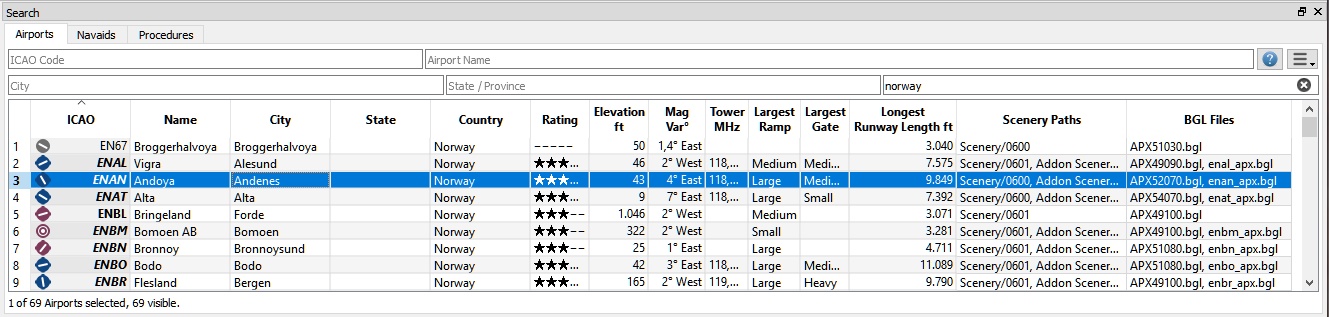 Search
Airports Navaids Procedures
ICAO Code Airport Name
City State / Province norway
ICAO Name City State Country Rating Elevation ft Mag Var° Tower MHz Largest Ramp Largest Gate Longest Runway Length ft Scenery Paths BGL Files
1 EN67 Broggerhalvoya Broggerhalvoya Norway ----- 50 1,4° East 3.040 Scenery/0600 APX51030.bgl
2 ENAL Vigra Alesund Norway ★★★... 46 2° West 118,... Medium Medi... 7.575 Scenery/0601, Addon Scener... APX49090.bgl, enal_apx.bgl
3 ENAN Andoya Andenes Norway ★★★... 43 4° East 118,... Large Medi... 9.849 Scenery/0600, Addon Scener... APX52070.bgl, enan_apx.bgl
4 ENAT Alta Alta Norway ★★★... 9 7° East 118,... Large Small 7.392 Scenery/0600, Addon Scener... APX54070.bgl, enat_apx.bgl
5 ENBL Bringeland Forde Norway ★★★-- 1.046 2° West Medium 3.071 Scenery/0601 APX49100.bgl
6 ENBM Bomoen AB Bomoen Norway ★★★... 322 2° West Small 3.281 Scenery/0601, Addon Scener... APX49100.bgl, enbm_apx.bgl
7 ENBN Bronnoy Bronnoysund Norway ★★★-- 25 1° East Large 4.711 Scenery/0601, Addon Scener... APX51080.bgl, enbn_apx.bgl
8 ENBO Bodo Bodo Norway ★★★... 42 3° East 118,... Large Medi... 11.089 Scenery/0601, Addon Scener... APX51080.bgl, enbo_apx.bgl
9 ENBR Flesland Bergen Norway ★★★... 165 2° West 119,... Large Heavy 9.790 Scenery/0601, Addon Scener... APX49100.bgl, enbr_apx.bgl
1 of 69 Airports selected, 69 visible.